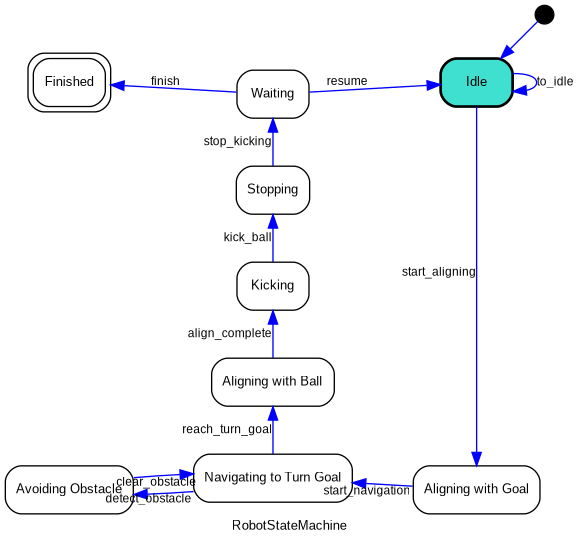 Finished
finish
Waiting
resume
Idle
to_idle
stop_kicking
Stopping
kick_ball
start_aligning
Kicking
align_complete
Aligning with Ball
reach_turn_goal
Avoiding Obstacle
clear_obstacle
detect_obstacle
Navigating to Turn Goal
start_navigation
Aligning with Goal
RobotStateMachine